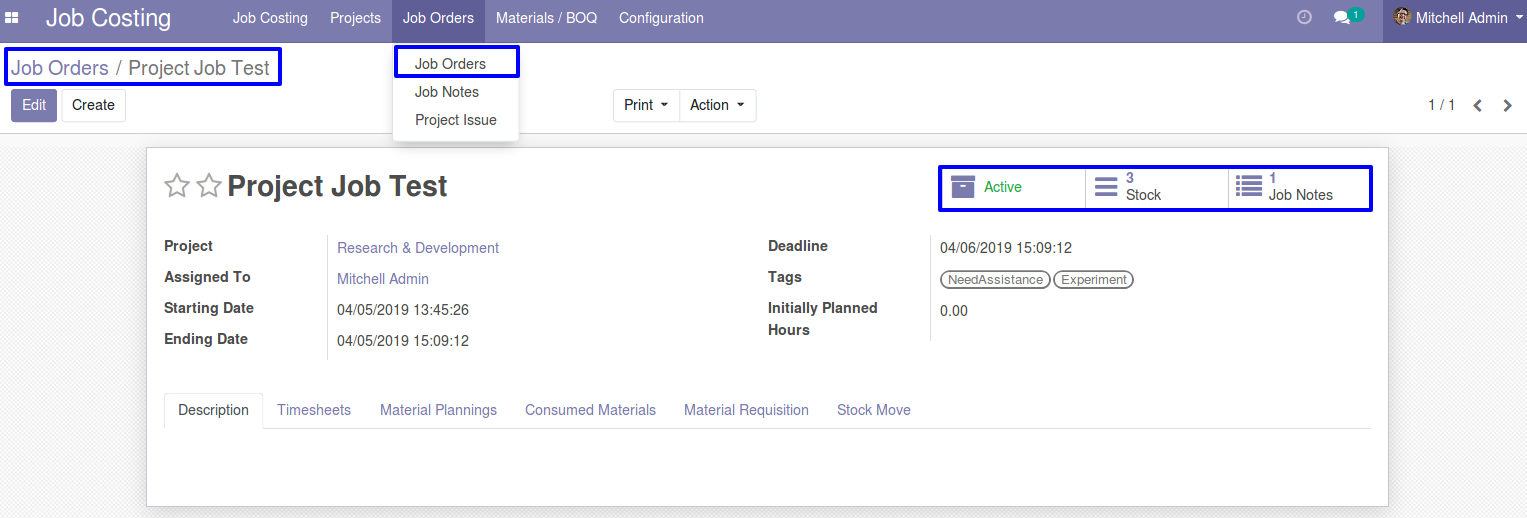 Job Costing
Job Costing Projects Job Orders Materials / BOQ Configuration
1 Mitchell Admin
Job Orders / Project Job Test
Job Orders
Job Notes
Project Issue
Edit Create
Print Action
1 / 1
Project Job Test
Active
3
Stock
1
Job Notes
Project Research & Development
Assigned To Mitchell Admin
Starting Date 04/05/2019 13:45:26
Ending Date 04/05/2019 15:09:12
Deadline 04/06/2019 15:09:12
Tags NeedAssistance Experiment
Initially Planned
Hours
0.00
Description Timesheets Material Plannings Consumed Materials Material Requisition Stock Move